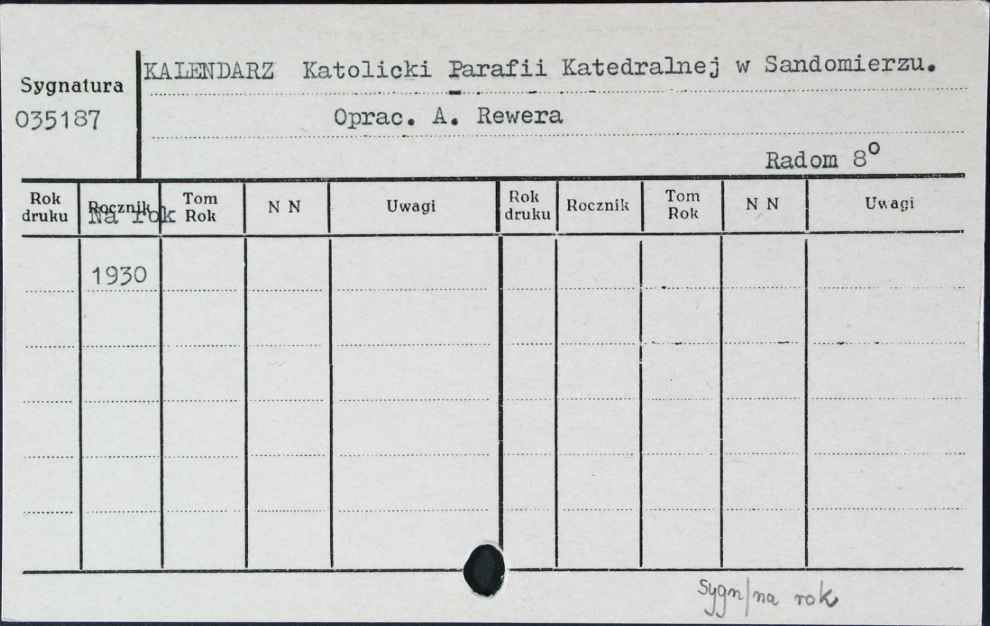 Sygnatura
035187
KALENDARZ Katolicki Parafii Katedralnej w Sandomierzu.
Oprac. A. Rewera
Radom 8°
Rok druku Rocznik Tom Rok N N Uwagi Rok druku Rocznik Tom Rok N N Uwagi
Na rok
1930
Sygn/na rok